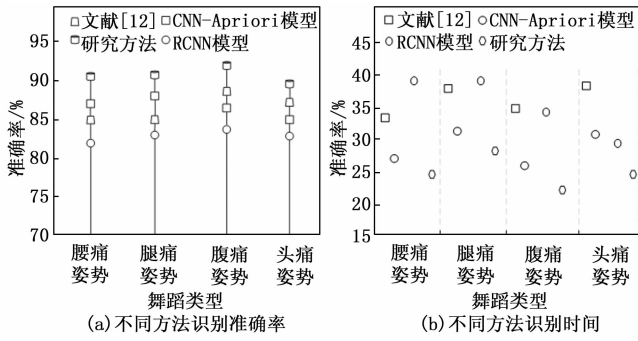 文献[12] CNN-Apriori模型
研究方法 RCNN模型
准确率/%
95
90
85
80
75
70
腰痛姿势 腿痛姿势 腹痛姿势 头痛姿势
舞蹈类型
(a)不同方法识别准确率
文献[12] CNN-Apriori模型
RCNN模型 研究方法
准确率/%
45
40
35
30
25
20
15
腰痛姿势 腿痛姿势 腹痛姿势 头痛姿势
舞蹈类型
(b)不同方法识别时间